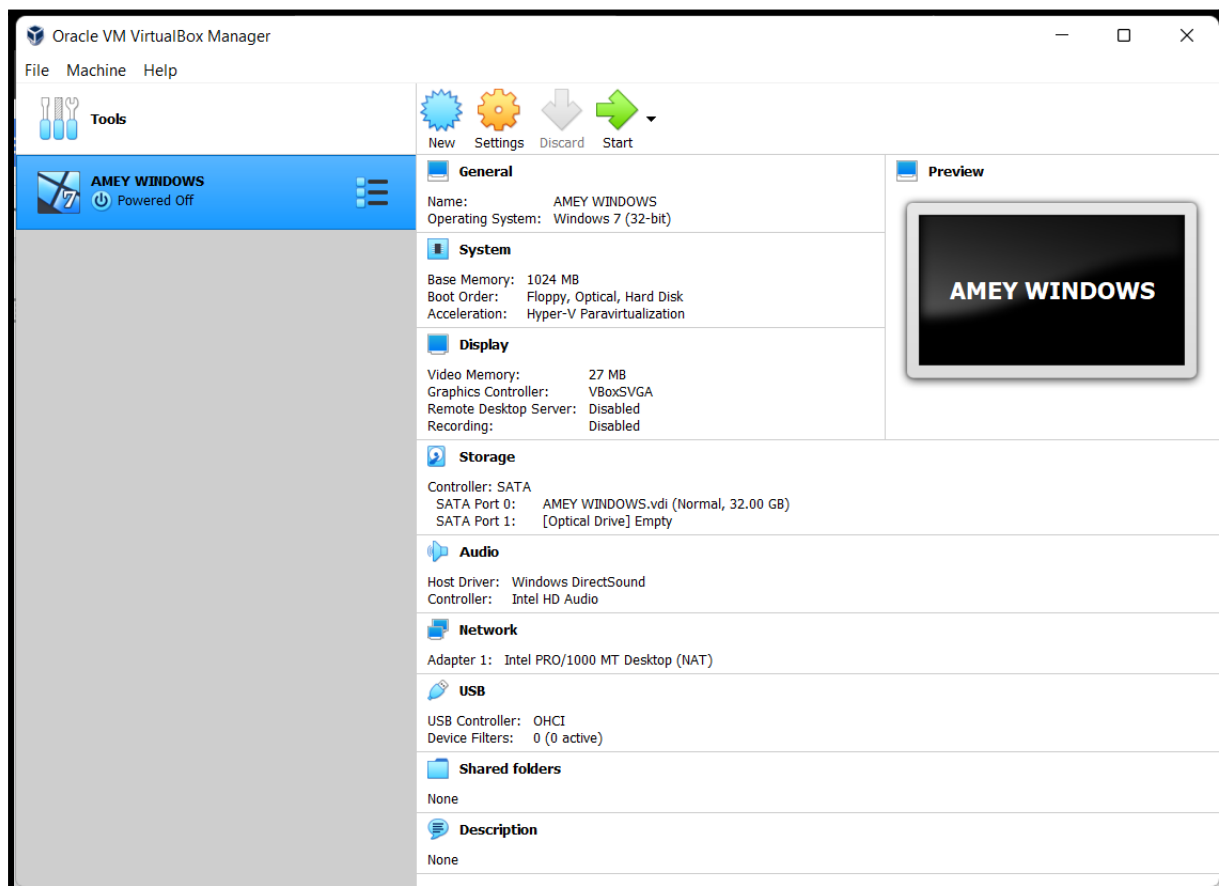 Oracle VM VirtualBox Manager
File Machine Help
Tools
New Settings Discard Start
AMEY WINDOWS
Powered Off
7
General
Name: AMEY WINDOWS
Operating System: Windows 7 (32-bit)
System
Base Memory: 1024 MB
Boot Order: Floppy, Optical, Hard Disk
Acceleration: Hyper-V Paravirtualization
Display
Video Memory: 27 MB
Graphics Controller: VBoxSVGA
Remote Desktop Server: Disabled
Recording: Disabled
Preview
AMEY WINDOWS
Storage
Controller: SATA
SATA Port 0: AMEY WINDOWS.vdi (Normal, 32.00 GB)
SATA Port 1: [Optical Drive] Empty
Audio
Host Driver: Windows DirectSound
Controller: Intel HD Audio
Network
Adapter 1: Intel PRO/1000 MT Desktop (NAT)
USB
USB Controller: OHCI
Device Filters: 0 (0 active)
Shared folders
None
Description
None